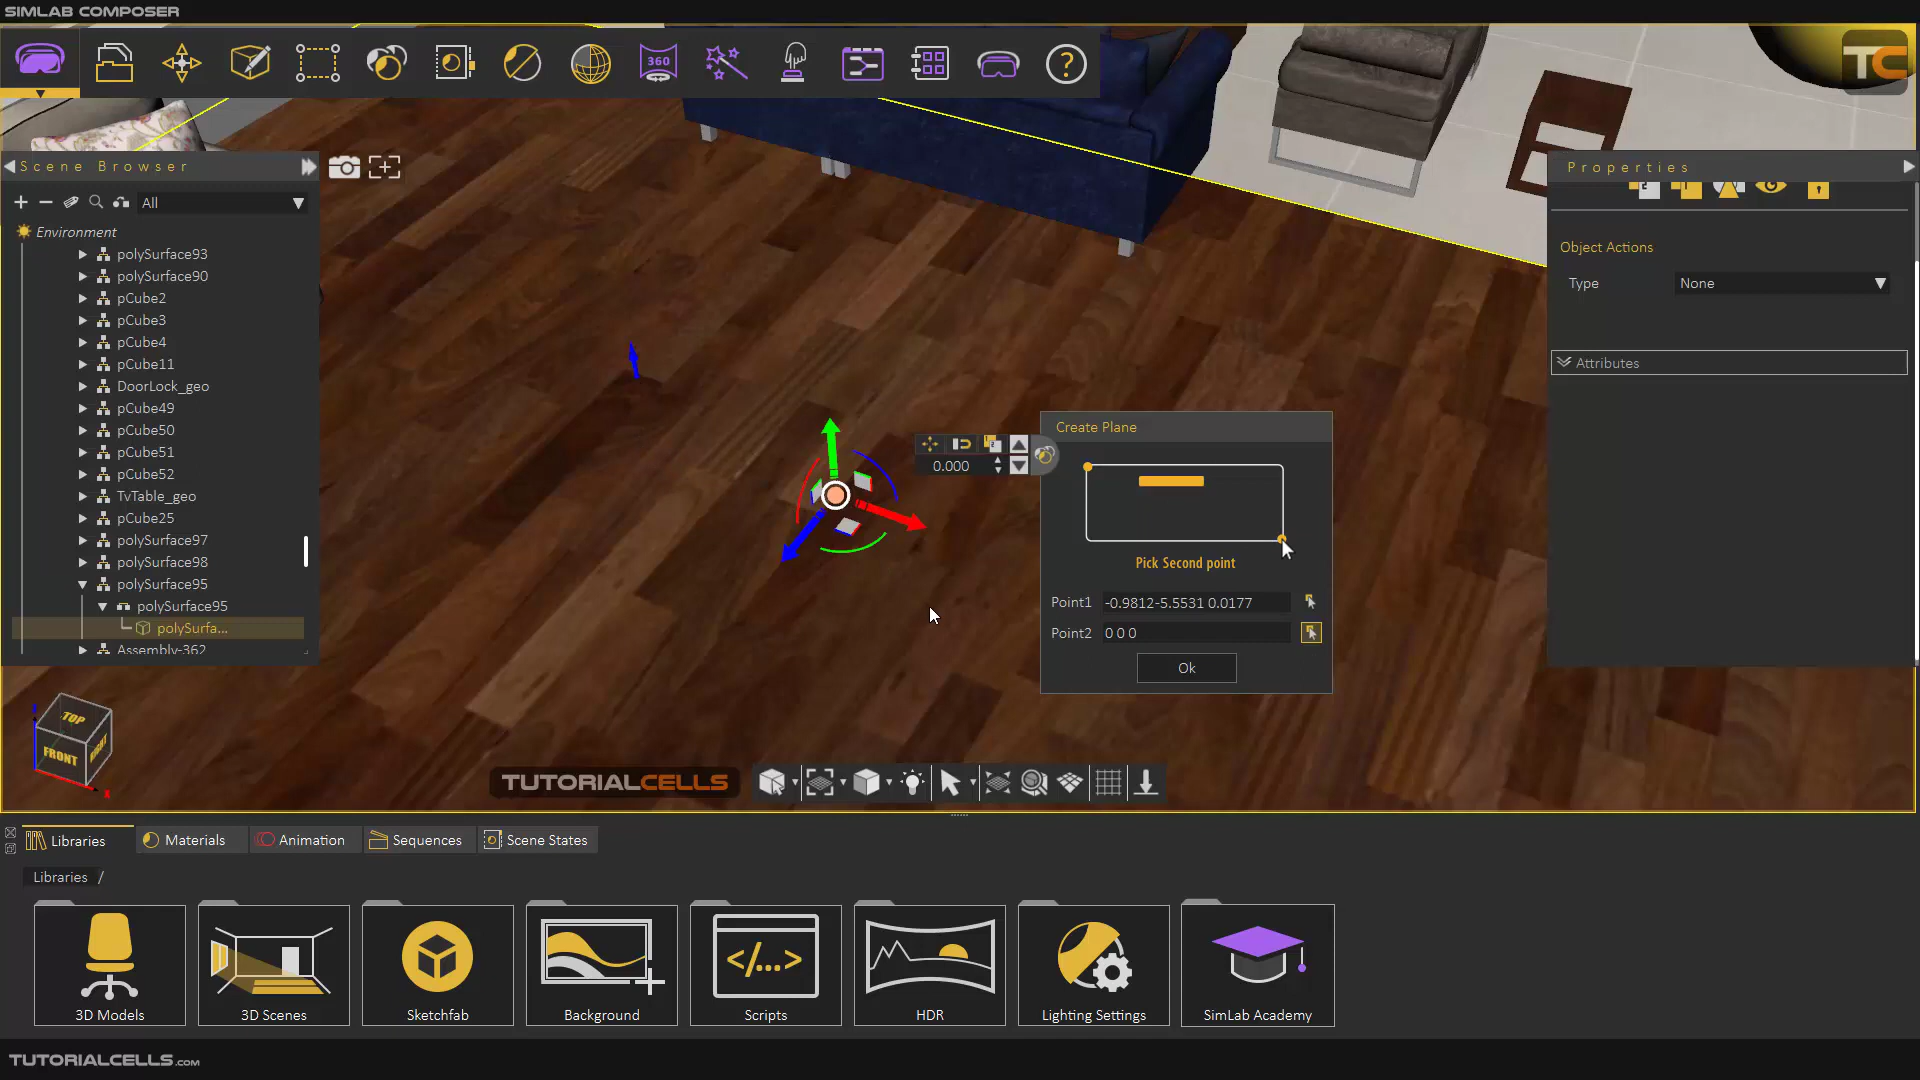 SIMLAB COMPOSER
360
?
TC
Scene Browser
All
Environment
polySurface93
polySurface90
pCube2
pCube3
pCube4
pCube11
DoorLock_geo
pCube49
pCube50
pCube51
pCube52
TvTable_geo
pCube25
polySurface97
polySurface98
polySurface95
polySurface95
polySurfa...
Assembly-362
TOP
FRONT
RIGHT
x
0.000
Create Plane
Pick Second point
Point1 -0.9812-5.5531 0.0177
Point2 0 0 0
Ok
Properties
Object Actions
Type None
Attributes
TUTORIALCELLS
Libraries
Materials
Animation
Sequences
Scene States
Libraries /
3D Models
3D Scenes
Sketchfab
Background
</...>
Scripts
HDR
Lighting Settings
SimLab Academy
TUTORIALCELLS.COM